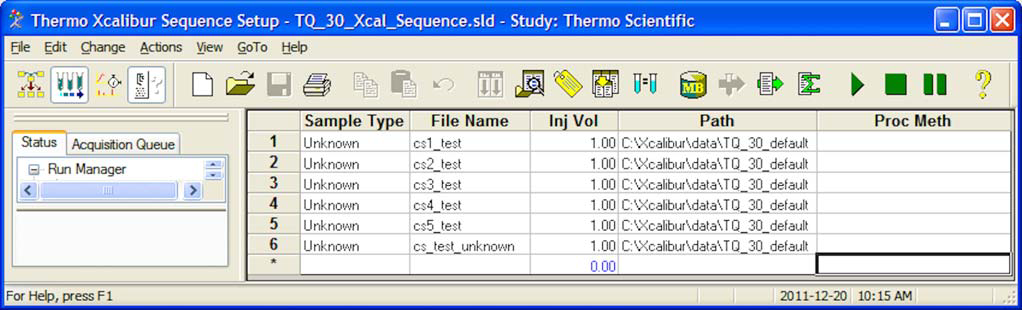 Thermo Xcalibur Sequence Setup - TQ_30_Xcal_Sequence.sld - Study: Thermo Scientific
File Edit Change Actions View GoTo Help
MB
Status Acquisition Queue
Run Manager
Sample Type File Name Inj Vol Path Proc Meth
1 Unknown cs1_test 1.00 C:\Xcalibur\data\TQ_30_default
2 Unknown cs2_test 1.00 C:\Xcalibur\data\TQ_30_default
3 Unknown cs3_test 1.00 C:\Xcalibur\data\TQ_30_default
4 Unknown cs4_test 1.00 C:\Xcalibur\data\TQ_30_default
5 Unknown cs5_test 1.00 C:\Xcalibur\data\TQ_30_default
6 Unknown cs_test_unknown 1.00 C:\Xcalibur\data\TQ_30_default
* 0.00
For Help, press F1 2011-12-20 10:15 AM